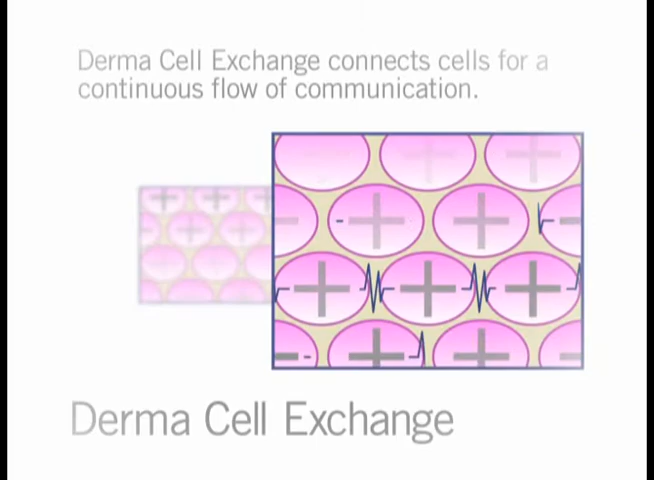 Derma Cell Exchange connects cells for a
continuous flow of communication.
Derma Cell Exchange